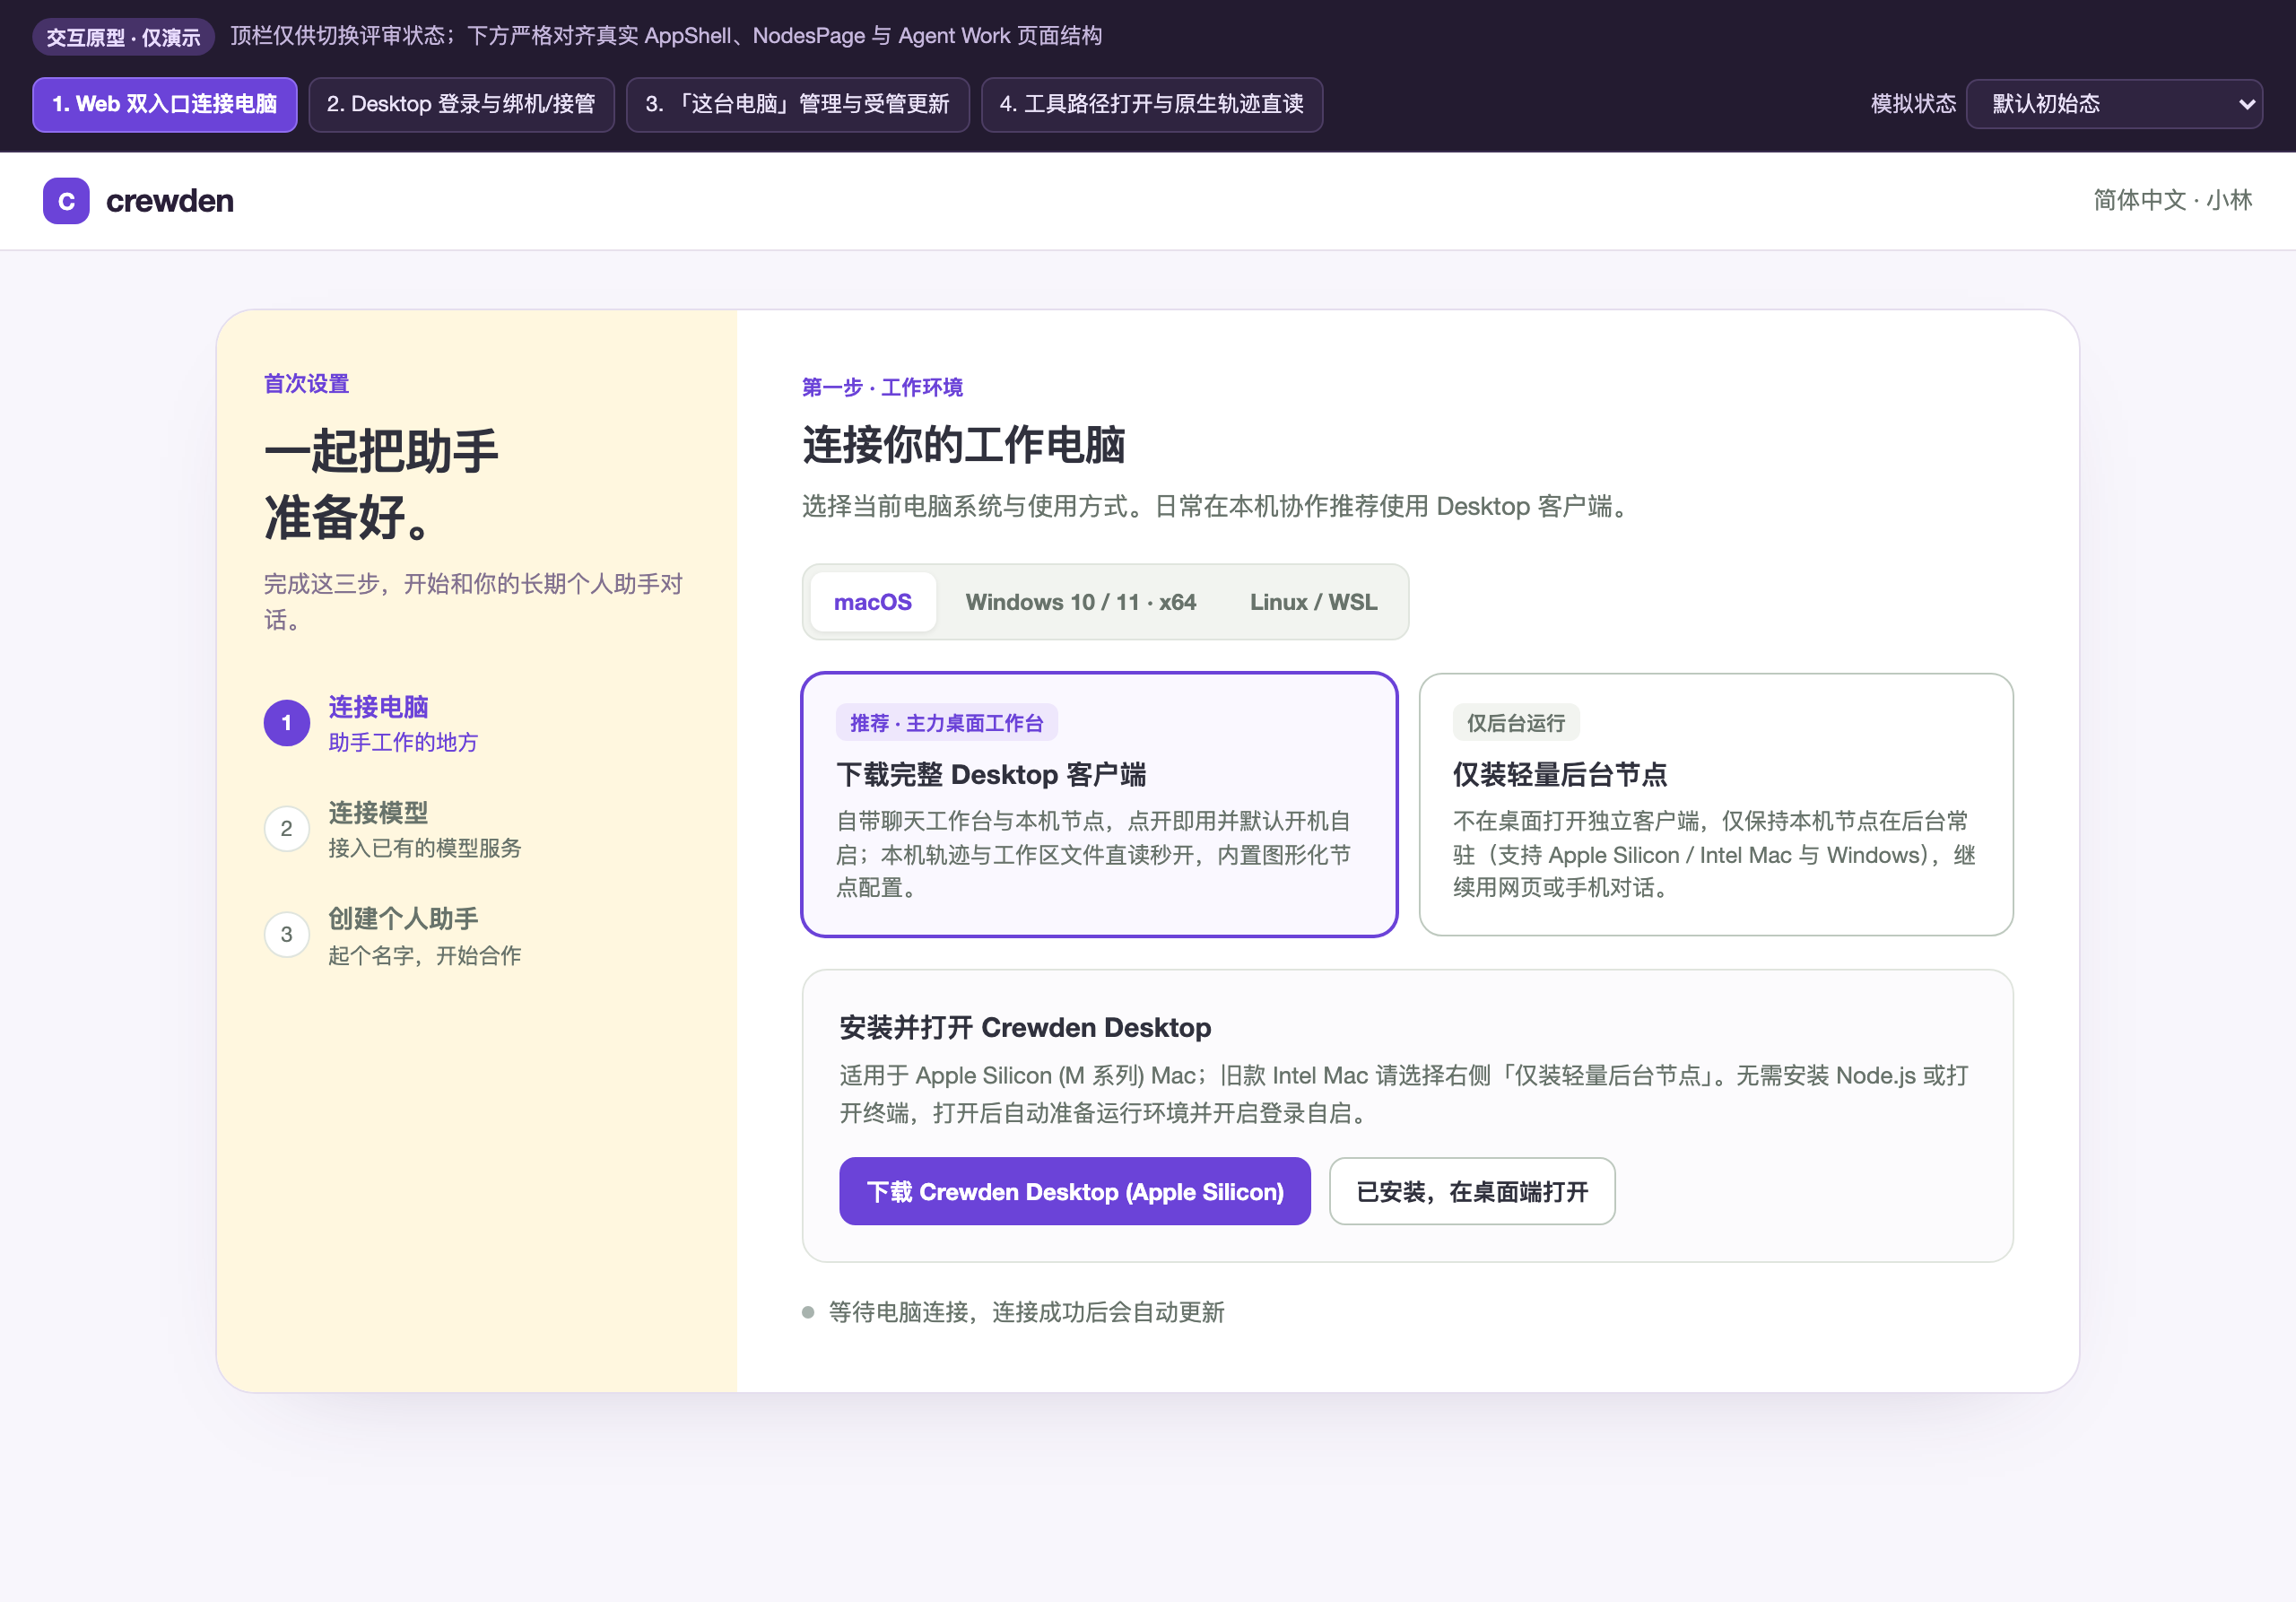 交互原型 · 仅演示 顶栏仅供切换评审状态；下方严格对齐真实 AppShell、NodesPage 与 Agent Work 页面结构
1. Web 双入口连接电脑 2. Desktop 登录与绑机/接管 3. 「这台电脑」管理与受管更新 4. 工具路径打开与原生轨迹直读 模拟状态 默认初始态
C crewden 简体中文 · 小林
首次设置
一起把助手
准备好。
完成这三步，开始和你的长期个人助手对
话。
1 连接电脑
助手工作的地方
2 连接模型
接入已有的模型服务
3 创建个人助手
起个名字，开始合作
第一步 · 工作环境
连接你的工作电脑
选择当前电脑系统与使用方式。日常在本机协作推荐使用 Desktop 客户端。
macOS Windows 10 / 11 · x64 Linux / WSL
推荐 · 主力桌面工作台
下载完整 Desktop 客户端
自带聊天工作台与本机节点，点开即用并默认开机自
启；本机轨迹与工作区文件直读秒开，内置图形化节
点配置。
仅后台运行
仅装轻量后台节点
不在桌面打开独立客户端，仅保持本机节点在后台常
驻（支持 Apple Silicon / Intel Mac 与 Windows），继
续用网页或手机对话。
安装并打开 Crewden Desktop
适用于 Apple Silicon (M 系列) Mac；旧款 Intel Mac 请选择右侧「仅装轻量后台节点」。无需安装 Node.js 或打
开终端，打开后自动准备运行环境并开启登录自启。
下载 Crewden Desktop (Apple Silicon) 已安装，在桌面端打开
等待电脑连接，连接成功后会自动更新